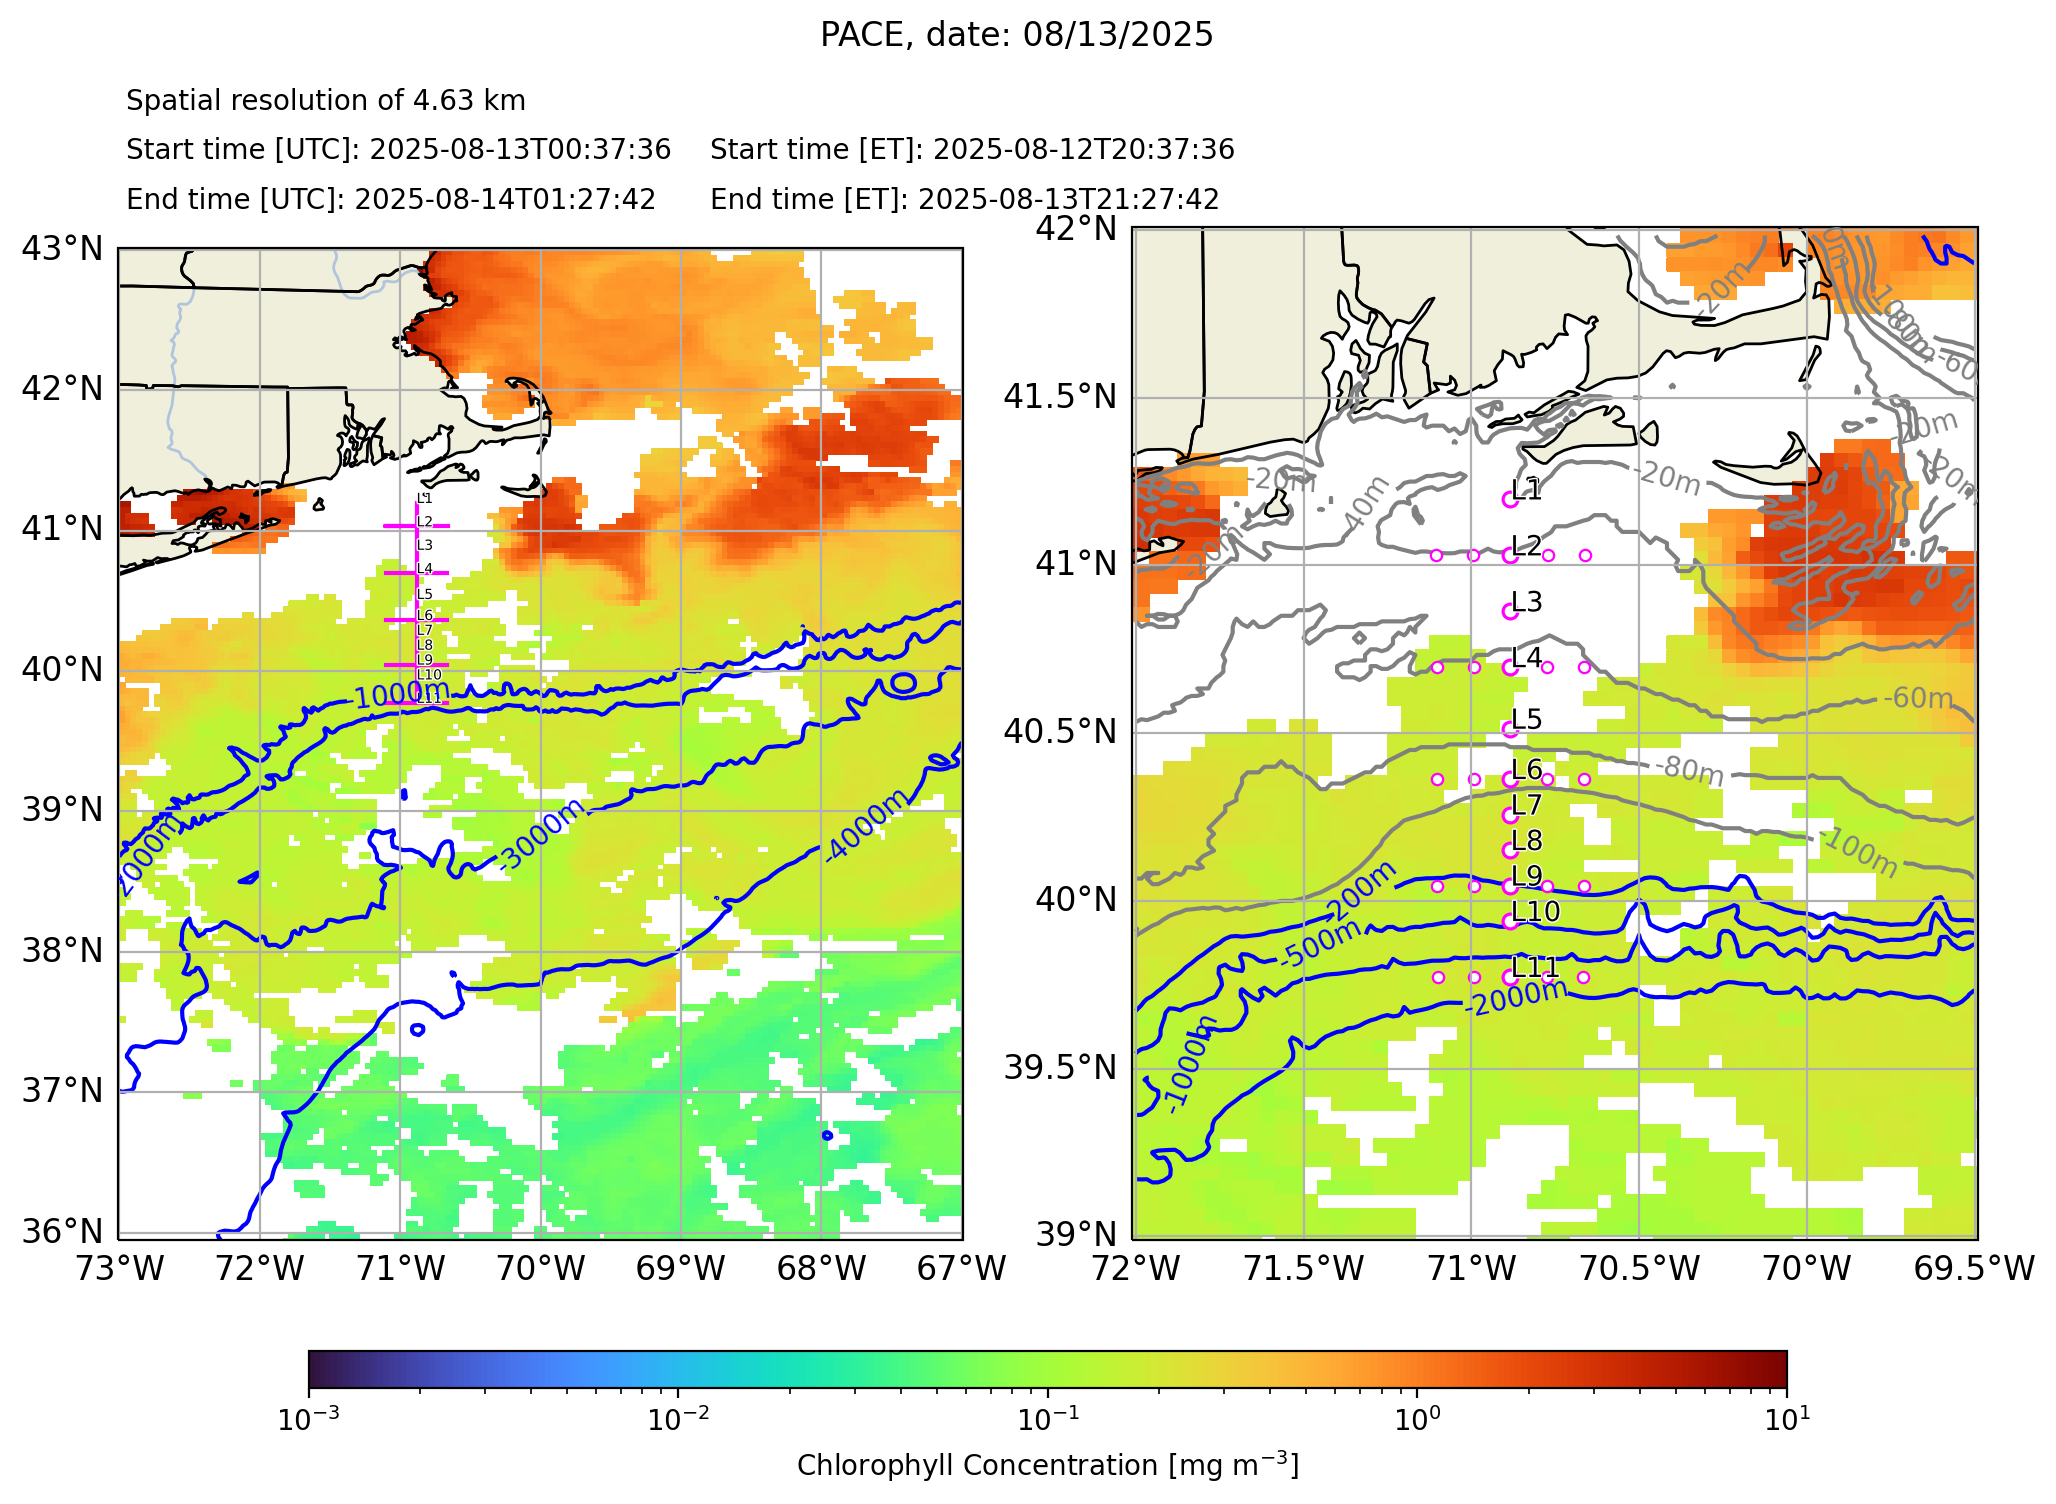 PACE, date: 08/13/2025
Spatial resolution of 4.63 km
Start time [UTC]: 2025-08-13T00:37:36 Start time [ET]: 2025-08-12T20:37:36
End time [UTC]: 2025-08-14T01:27:42 End time [ET]: 2025-08-13T21:27:42
43°N
42°N
41°N
40°N
39°N
38°N
37°N
36°N
73°W 72°W 71°W 70°W 69°W 68°W 67°W
L1
L2
L3
L4
L5
L6
L7
L8
L9
L10
L11
-1000m
2000m
-3000m
-4000m
42°N
41.5°N
41°N
40.5°N
40°N
39.5°N
39°N
72°W 71.5°W 71°W 70.5°W 70°W 69.5°W
-20m
0m
-100m
-80m
-60
-20m
-20m
-20m
-20m
-20m
-40m
L1
L2
L3
L4
L5
L6
L7
L8
L9
L10
L11
-60m
-80m
-100m
-200m
-500m
-1000m
-2000m
10⁻³ 10⁻² 10⁻¹ 10⁰ 10¹
Chlorophyll Concentration [mg m⁻³]